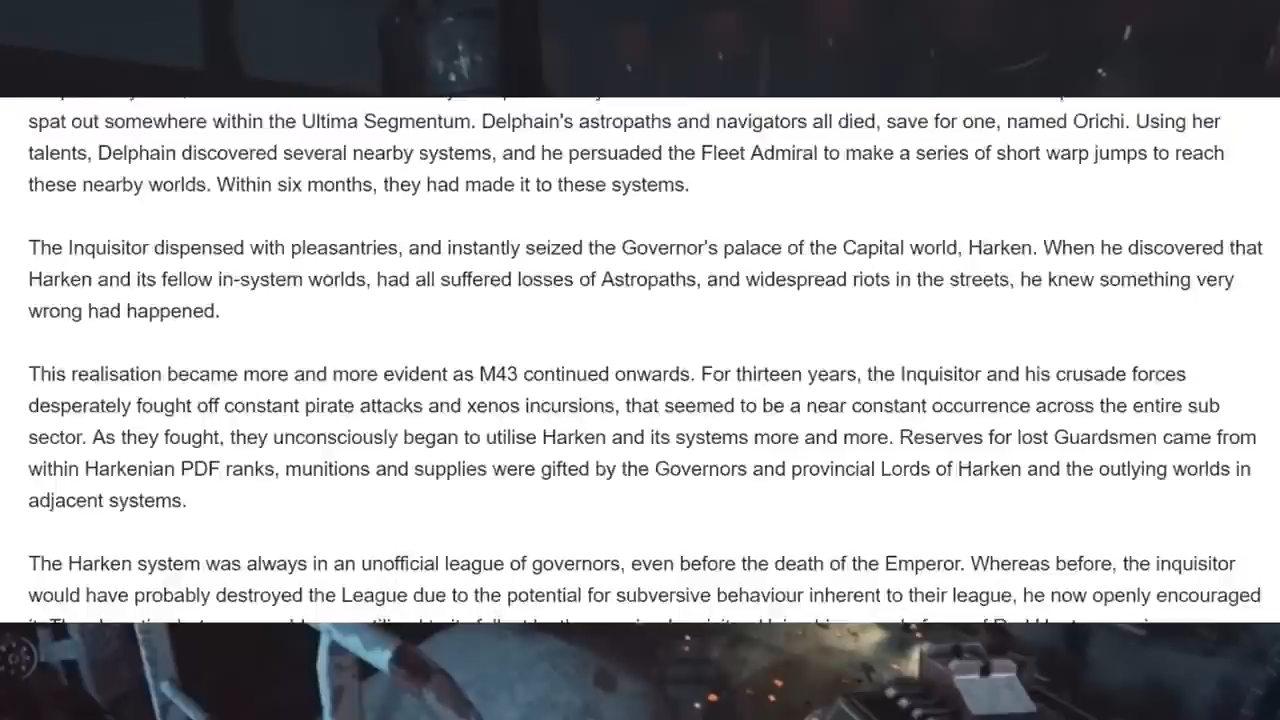 spat out somewhere within the Ultima Segmentum. Delphain's astropaths and navigators all died, save for one, named Orichi. Using her
talents, Delphain discovered several nearby systems, and he persuaded the Fleet Admiral to make a series of short warp jumps to reach
these nearby worlds. Within six months, they had made it to these systems.
The Inquisitor dispensed with pleasantries, and instantly seized the Governor's palace of the Capital world, Harken. When he discovered that
Harken and its fellow in-system worlds, had all suffered losses of Astropaths, and widespread riots in the streets, he knew something very
wrong had happened.
This realisation became more and more evident as M43 continued onwards. For thirteen years, the Inquisitor and his crusade forces
desperately fought off constant pirate attacks and xenos incursions, that seemed to be a near constant occurrence across the entire sub
sector. As they fought, they unconsciously began to utilise Harken and its systems more and more. Reserves for lost Guardsmen came from
within Harkenian PDF ranks, munitions and supplies were gifted by the Governors and provincial Lords of Harken and the outlying worlds in
adjacent systems.
The Harken system was always in an unofficial league of governors, even before the death of the Emperor. Whereas before, the inquisitor
would have probably destroyed the League due to the potential for subversive behaviour inherent to their league, he now openly encouraged